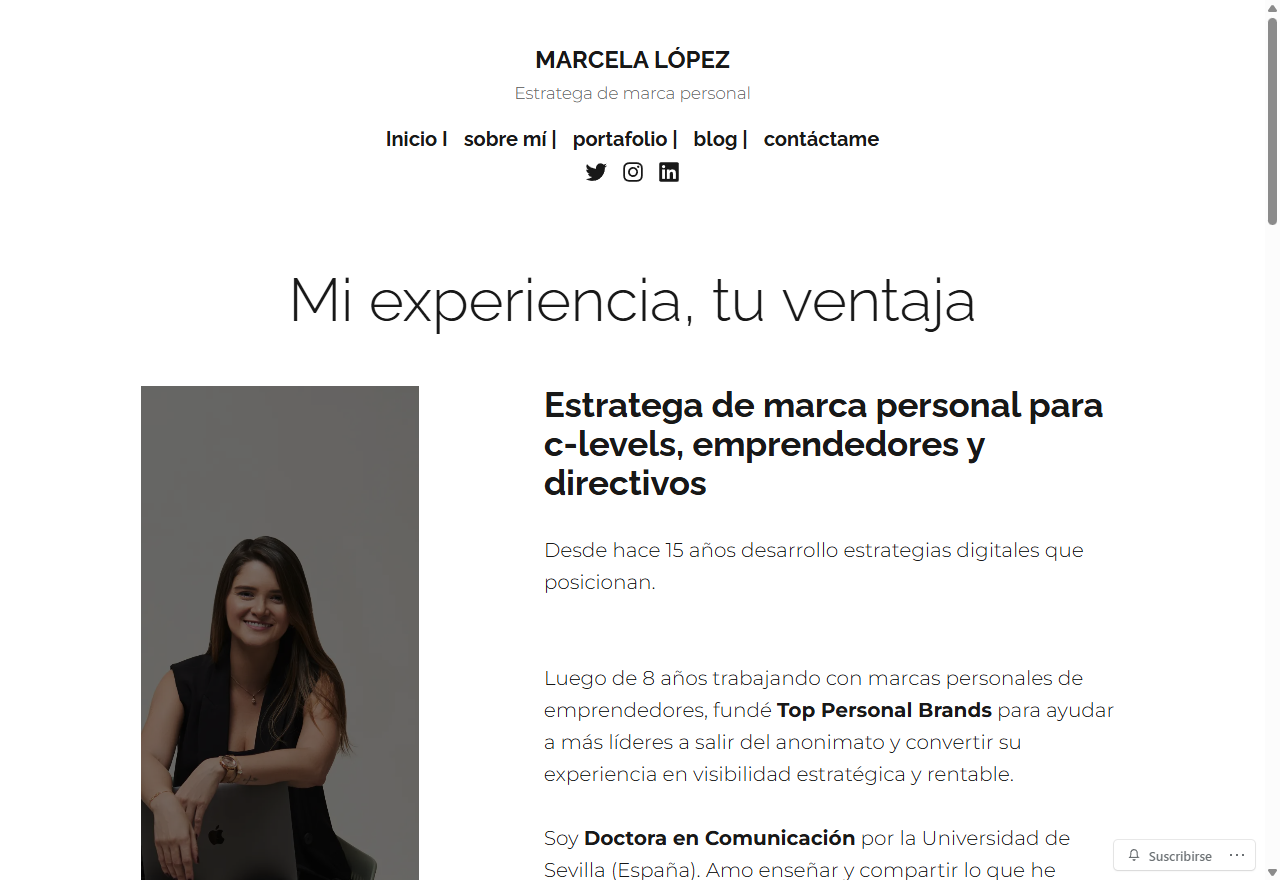 MARCELA LÓPEZ
Estratega de marca personal
Inicio I sobre mí | portafolio | blog | contáctame
Mi experiencia, tu ventaja
Estratega de marca personal para
c-levels, emprendedores y
directivos
Desde hace 15 años desarrollo estrategias digitales que
posicionan.
Luego de 8 años trabajando con marcas personales de
emprendedores, fundé Top Personal Brands para ayudar
a más líderes a salir del anonimato y convertir su
experiencia en visibilidad estratégica y rentable.
Soy Doctora en Comunicación por la Universidad de
Sevilla (España). Amo enseñar y compartir lo que he
Suscribirse ...